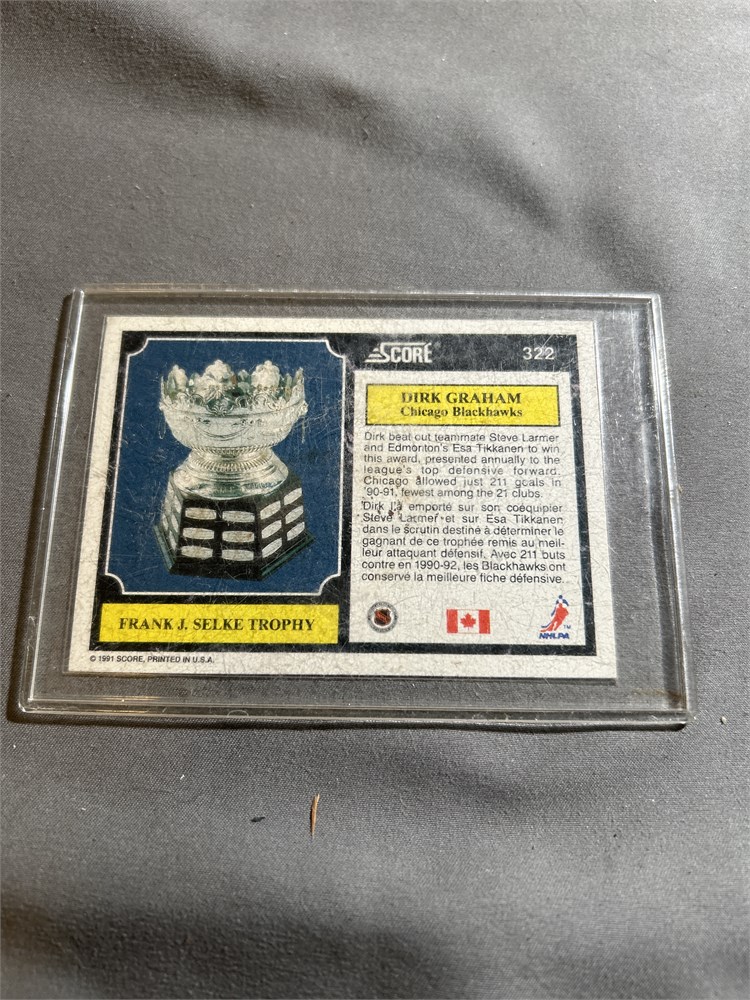 SCORE®
322
DIRK GRAHAM
Chicago Blackhawks
Dirk beat out teammate Steve Larmer
and Edmonton's Esa Tikkanen to win
this award, presented annually to the
league's top defensive forward.
Chicago allowed just 211 goals in
'90-91, fewest among the 21 clubs.
Dirk l'a emporté sur son coéquipier
Steve Larmer et sur Esa Tikkanen
dans le scrutin destiné à déterminer le
gagnant de ce trophée remis au meil-
leur attaquant défensif. Avec 211 buts
contre en 1990-92, les Blackhawks ont
conservé la meilleure fiche défensive.
FRANK J. SELKE TROPHY
NHLPA
TM
© 1991 SCORE, PRINTED IN U.S.A.